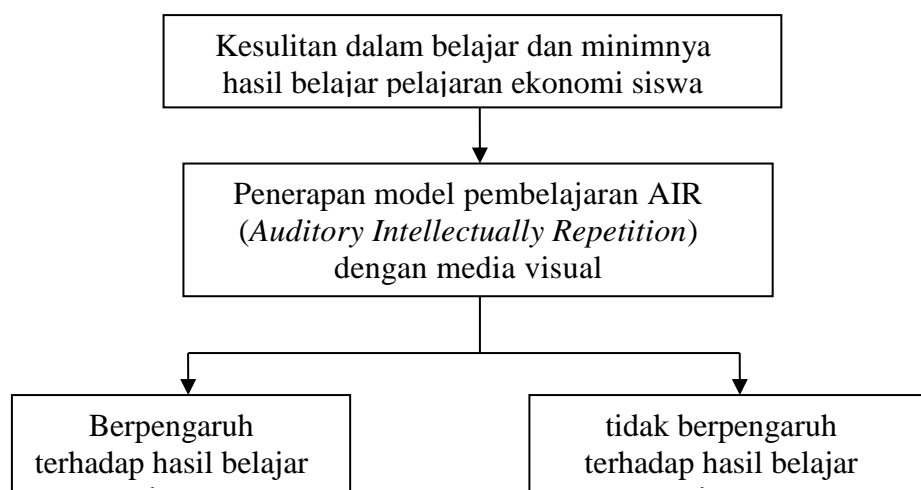 Kesulitan dalam belajar dan minimnya
hasil belajar pelajaran ekonomi siswa
Penerapan model pembelajaran AIR
(Auditory Intellectually Repetition)
dengan media visual
Berpengaruh
terhadap hasil belajar
tidak berpengaruh
terhadap hasil belajar